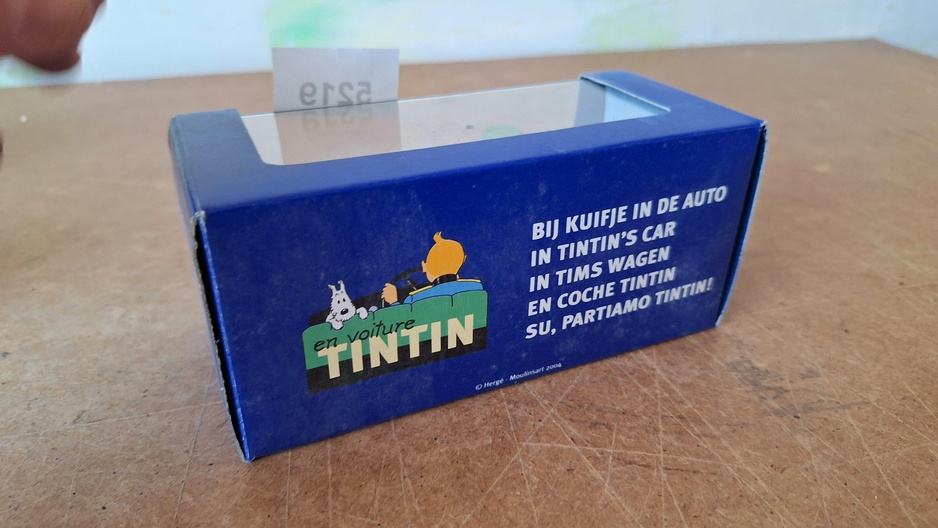 5219
en voiture
TINTIN
BIJ KUIFJE IN DE AUTO
IN TINTIN'S CAR
IN TIMS WAGEN
EN COCHE TINTIN
SU, PARTIAMO TINTIN!
© Hergé - Moulinsart 2004